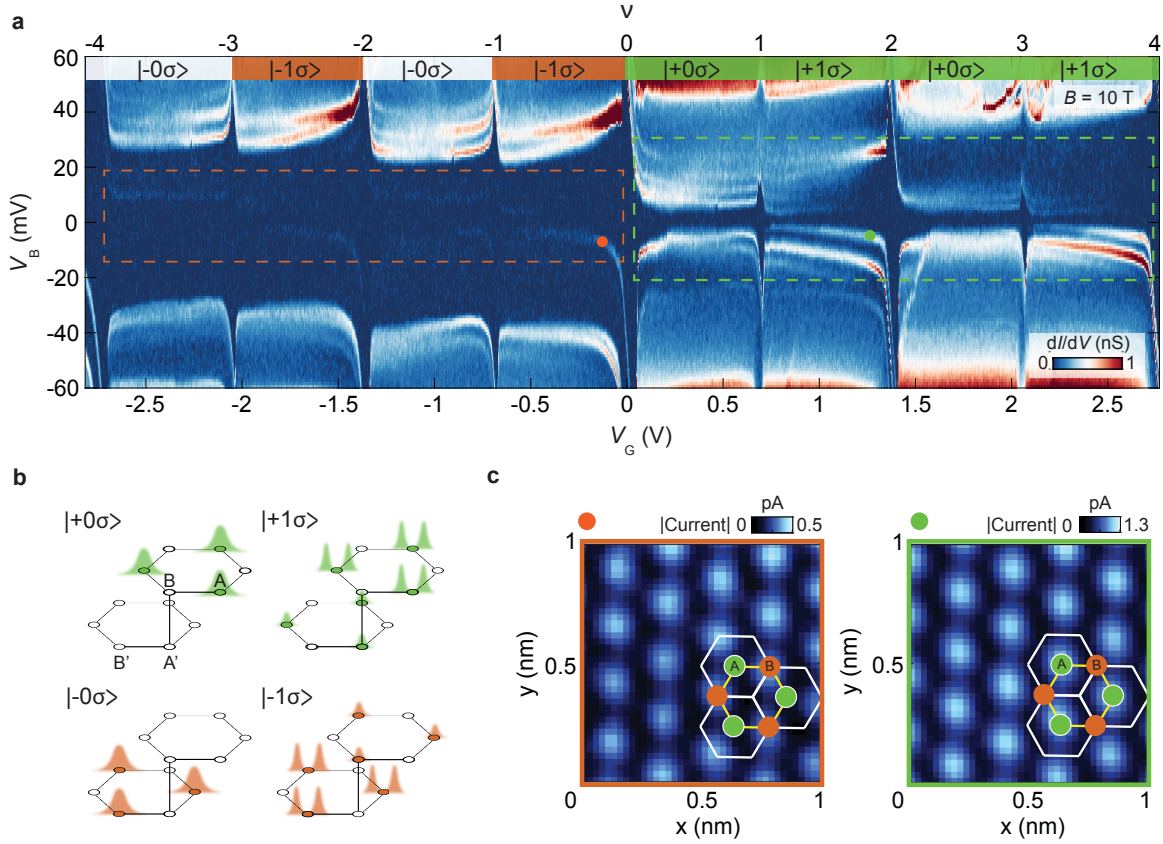 a
ν
-4 -3 -2 -1 0 1 2 3 4
|-0σ> |-1σ> |-0σ> |-1σ> |+0σ> |+1σ> |+0σ> |+1σ>
B = 10 T
60
40
20
0
-20
-40
-60
V_B (mV)
dI/dV (nS)
0 1
-2.5 -2 -1.5 -1 -0.5 0 0.5 1 1.5 2 2.5
V_G (V)
b
|+0σ> |+1σ>
B A
B' A'
|-0σ> |-1σ>
c
pA
|Current| 0 0.5
1
0.5
0
y (nm)
A B
0.5 1
x (nm)
pA
|Current| 0 1.3
1
0.5
0
y (nm)
A B
0.5 1
x (nm)